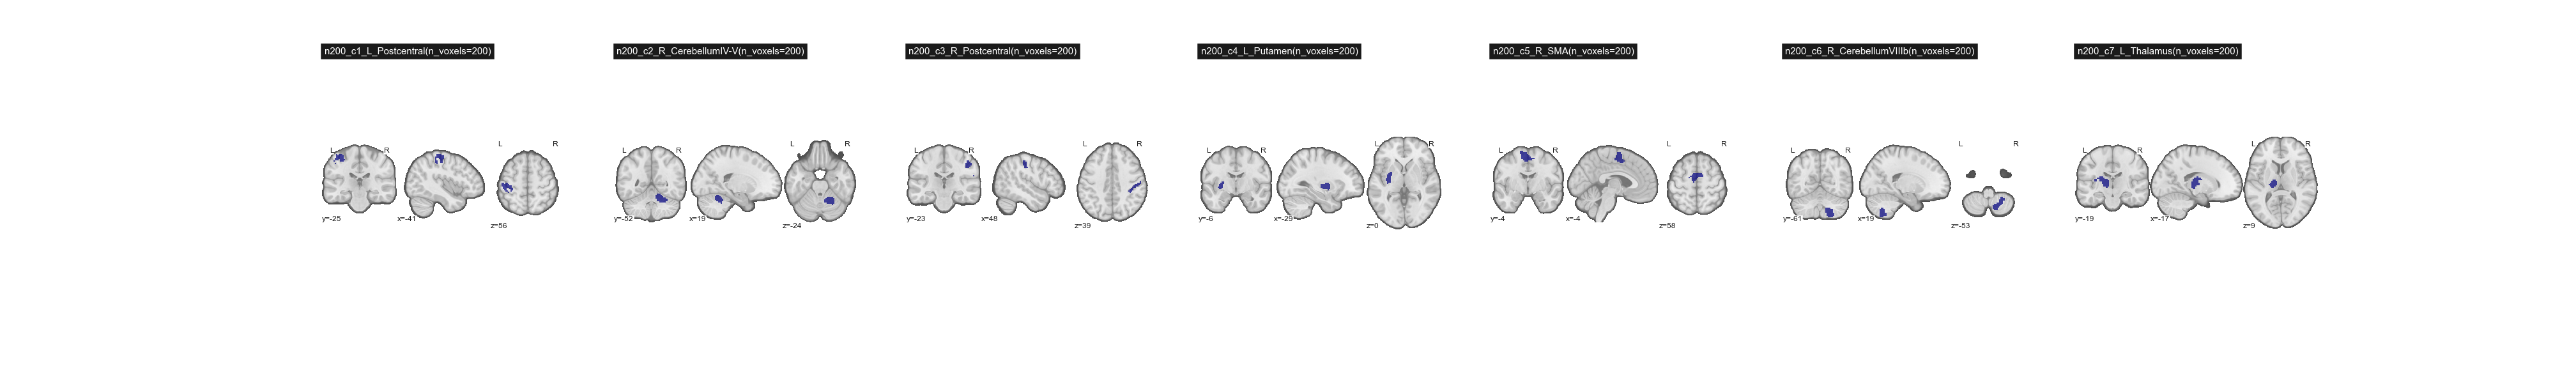 n200_c1_L_Postcentral(n_voxels=200)
n200_c2_R_CerebellumIV-V(n_voxels=200)
n200_c3_R_Postcentral(n_voxels=200)
n200_c4_L_Putamen(n_voxels=200)
n200_c5_R_SMA(n_voxels=200)
n200_c6_R_CerebellumVIIIb(n_voxels=200)
n200_c7_L_Thalamus(n_voxels=200)
L R L R
y=-25 x=-41 z=56
L R L R
y=-52 x=19 z=-24
L R L R
y=-23 x=48 z=39
L R L R
y=-6 x=-29 z=0
L R L R
y=-4 x=-4 z=58
L R L R
y=-61 x=19 z=-53
L R L R
y=-19 x=-17 z=9